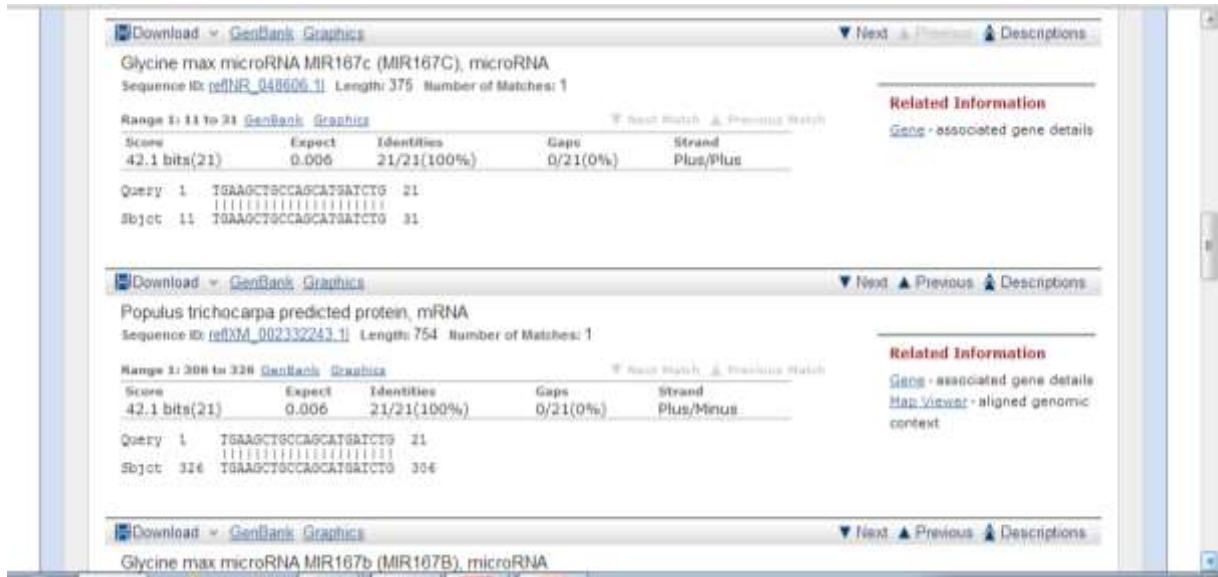 Download GenBank Graphics Next Previous Descriptions
Glycine max microRNA MIR167c (MIR167C), microRNA
Sequence ID: ref|NR_048606.1| Length: 375 Number of Matches: 1
Related Information
Gene - associated gene details
Range 1: 11 to 31 GenBank Graphics Next Match Previous Match
Score Expect Identities Gaps Strand
42.1 bits(21) 0.006 21/21(100%) 0/21(0%) Plus/Plus
Query 1 TGAAGCTGCCAGCATGATCTG 21
|||||||||||||||||||||
Sbjct 11 TGAAGCTGCCAGCATGATCTG 31
Download GenBank Graphics Next Previous Descriptions
Populus trichocarpa predicted protein, mRNA
Sequence ID: ref|XM_002332243.1| Length: 754 Number of Matches: 1
Related Information
Gene - associated gene details
Map Viewer - aligned genomic
context
Range 1: 306 to 326 GenBank Graphics Next Match Previous Match
Score Expect Identities Gaps Strand
42.1 bits(21) 0.006 21/21(100%) 0/21(0%) Plus/Minus
Query 1 TGAAGCTGCCAGCATGATCTG 21
|||||||||||||||||||||
Sbjct 326 TGAAGCTGCCAGCATGATCTG 306
Download GenBank Graphics Next Previous Descriptions
Glycine max microRNA MIR167b (MIR167B), microRNA